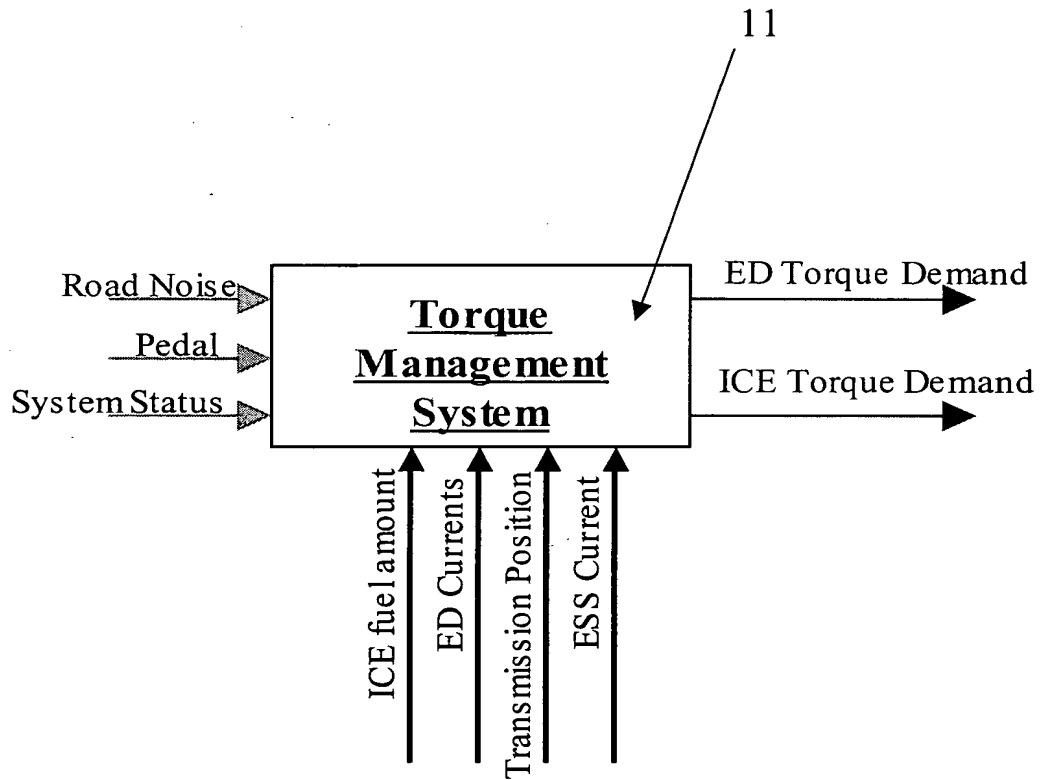 11
Road Noise
Pedal
System Status
Torque
Management
System
ED Torque Demand
ICE Torque Demand
ICE fuel amount
ED Currents
Transmission Position
ESS Current